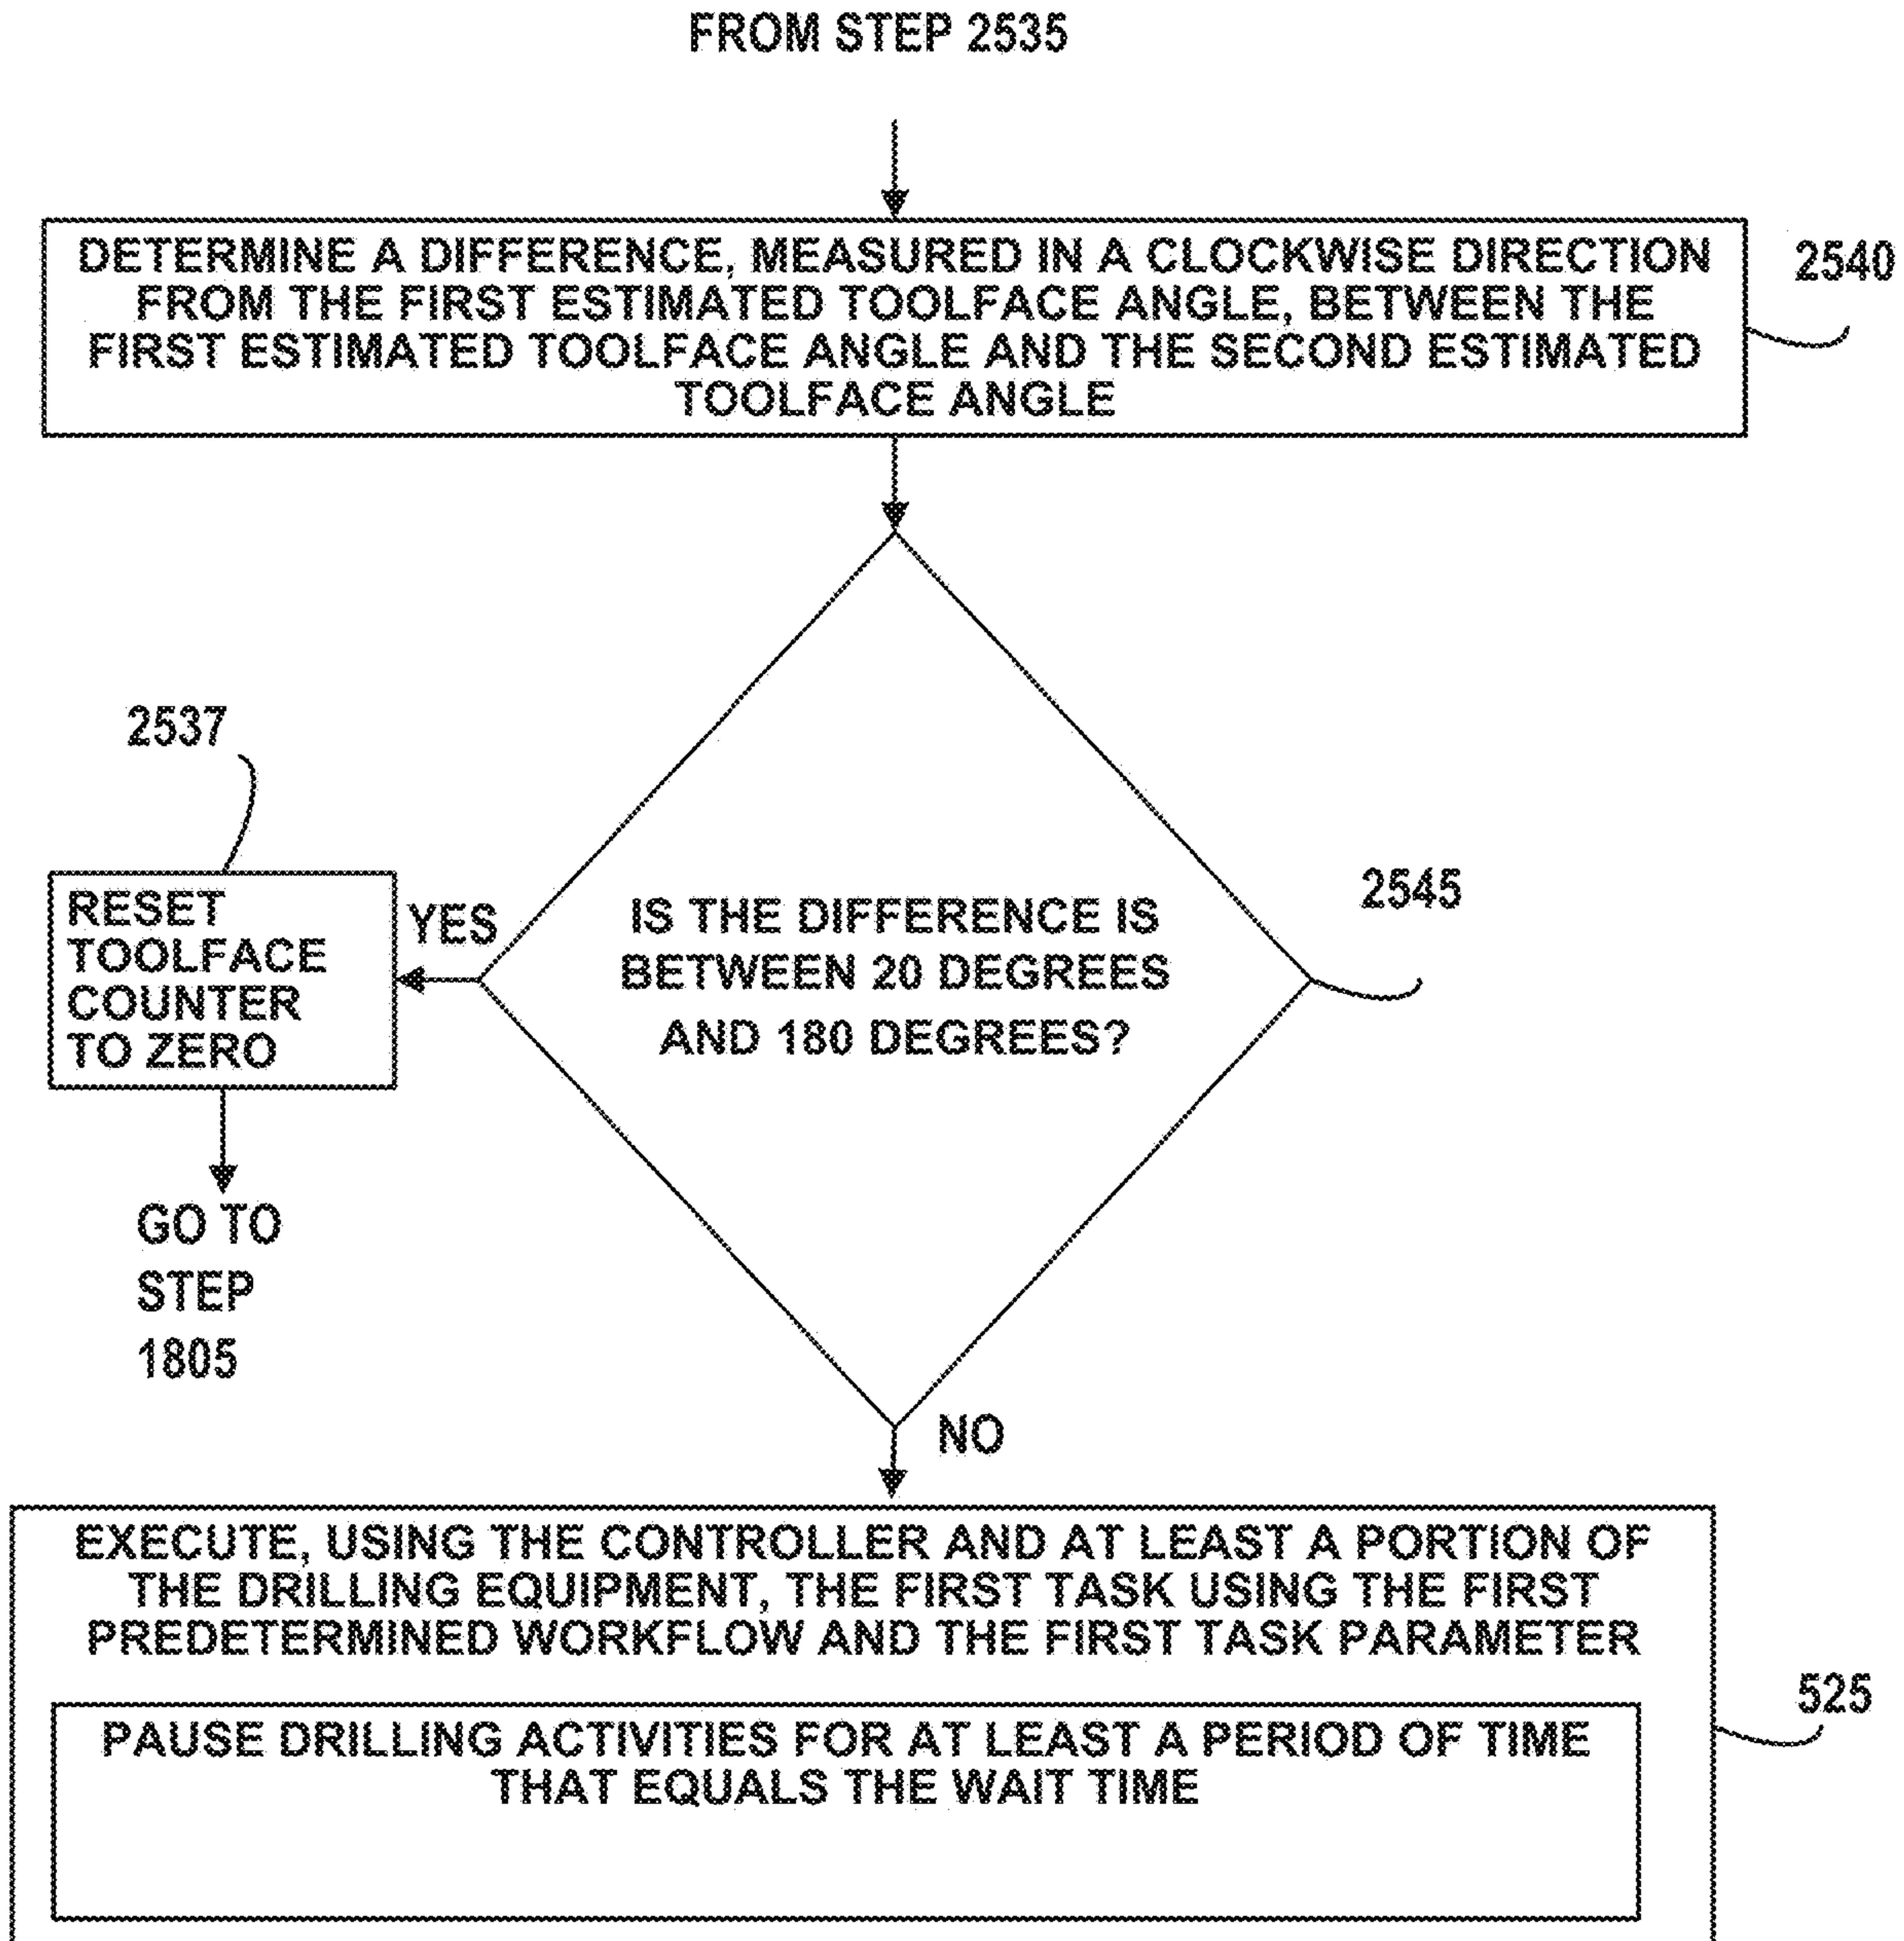 FROM STEP 2535
DETERMINE A DIFFERENCE, MEASURED IN A CLOCKWISE DIRECTION
FROM THE FIRST ESTIMATED TOOLFACE ANGLE, BETWEEN THE
FIRST ESTIMATED TOOLFACE ANGLE AND THE SECOND ESTIMATED
TOOLFACE ANGLE
2540
2537
RESET
TOOLFACE
COUNTER
TO ZERO
YES
IS THE DIFFERENCE IS
BETWEEN 20 DEGREES
AND 180 DEGREES?
2545
GO TO
STEP
1805
NO
EXECUTE, USING THE CONTROLLER AND AT LEAST A PORTION OF
THE DRILLING EQUIPMENT, THE FIRST TASK USING THE FIRST
PREDETERMINED WORKFLOW AND THE FIRST TASK PARAMETER
525
PAUSE DRILLING ACTIVITIES FOR AT LEAST A PERIOD OF TIME
THAT EQUALS THE WAIT TIME